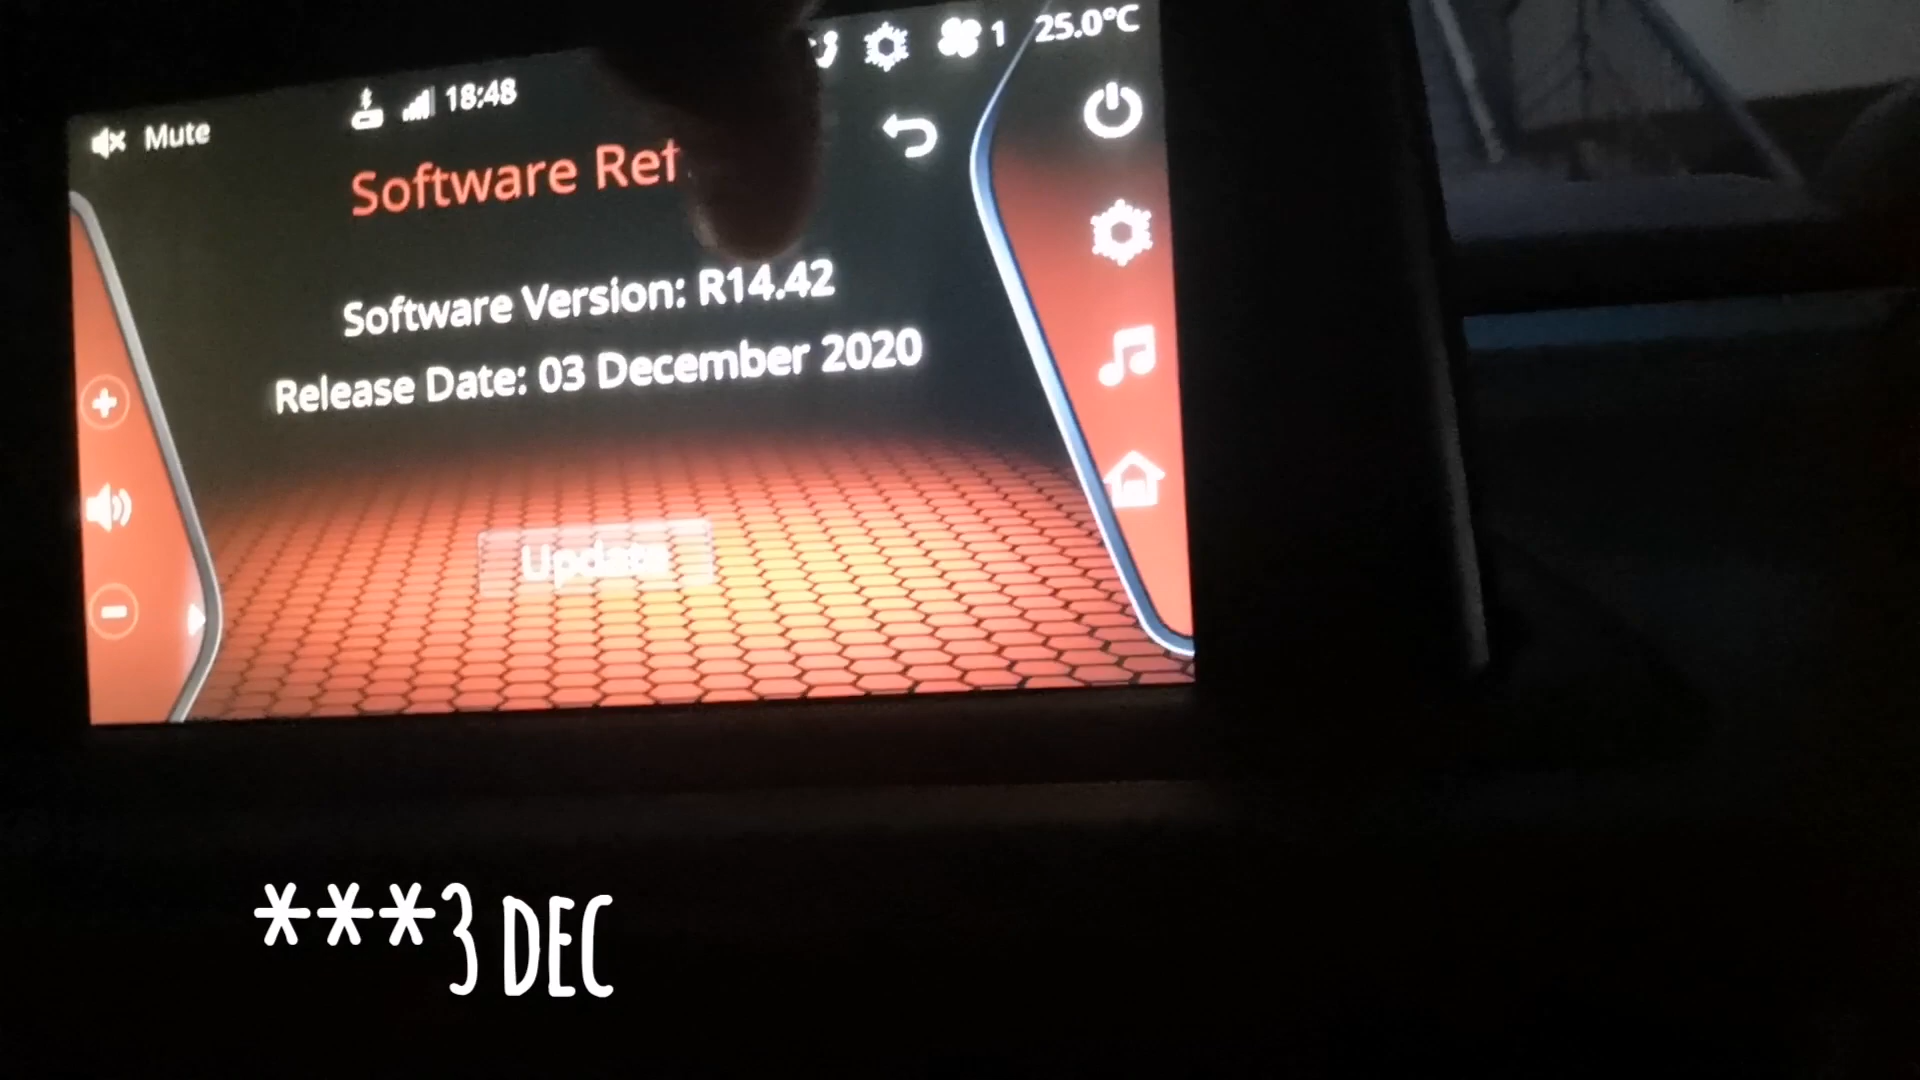 1 25.0°C
18:48
Mute
Software
Software Version: R14.42
Release Date: 03 December 2020
Update
***3 DEC